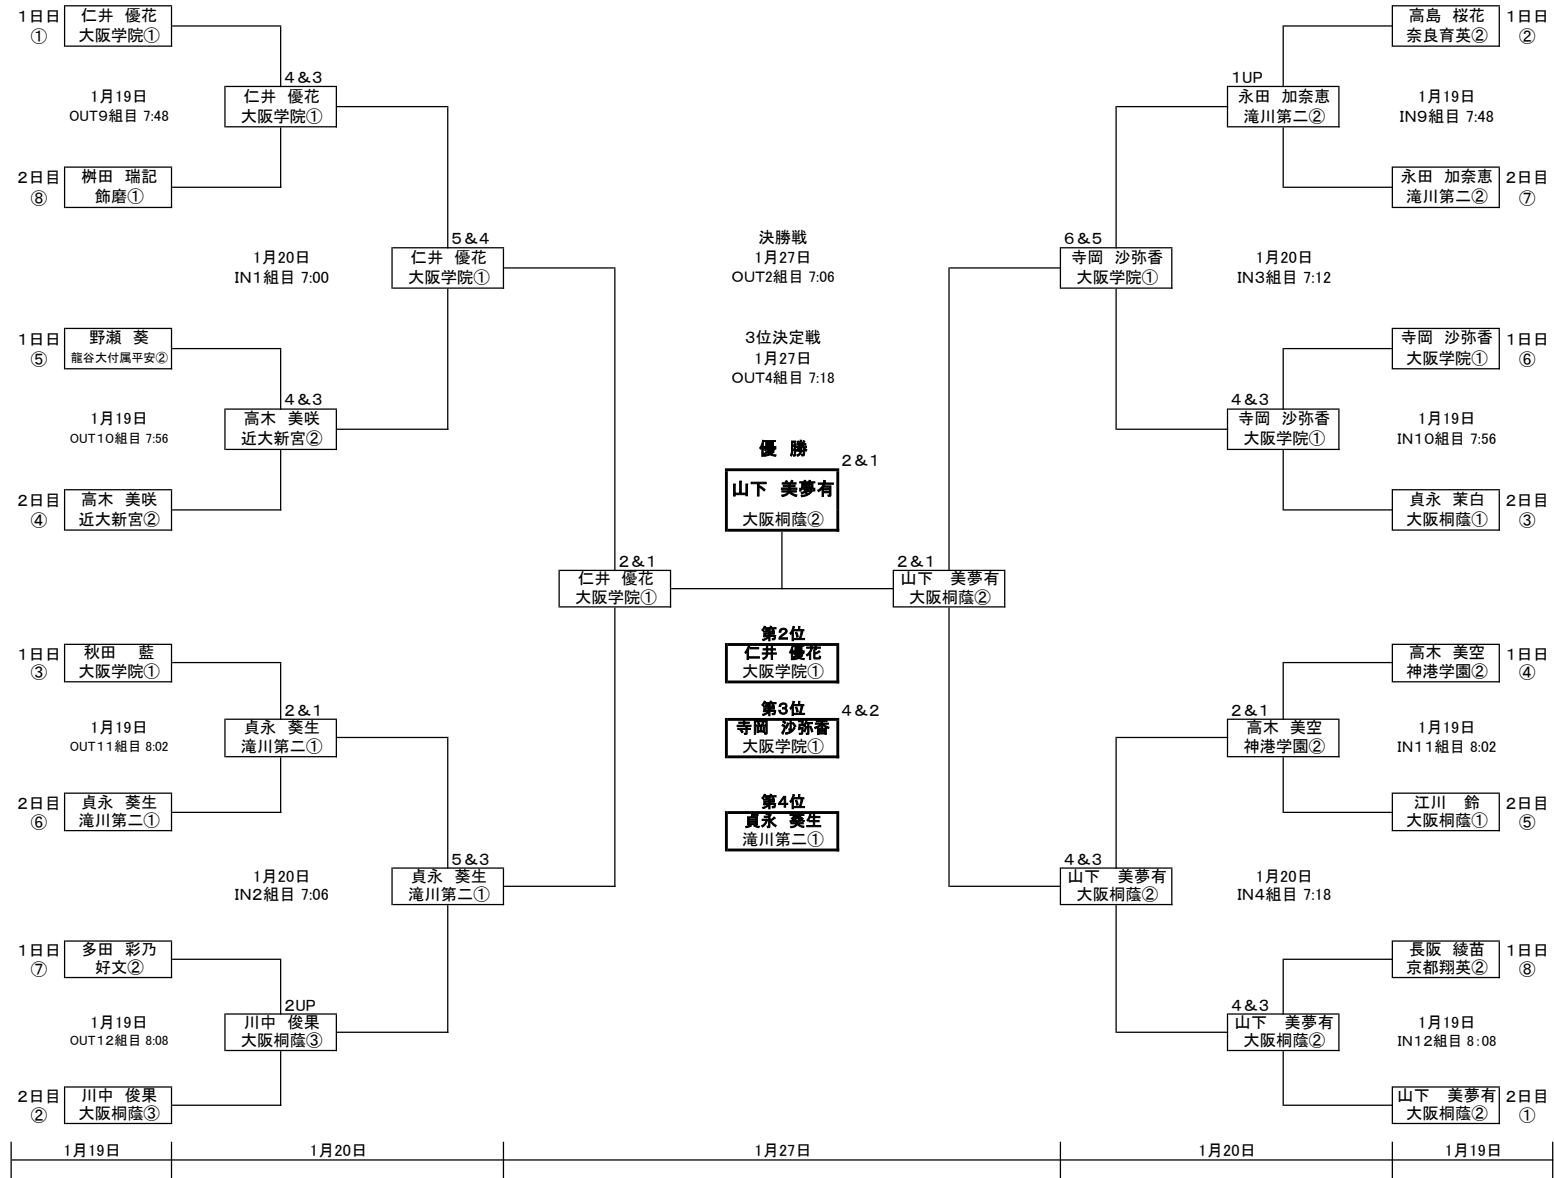 1日目
①
仁井 優花
大阪学院①
4&3
1月19日
OUT9組目 7:48
仁井 優花
大阪学院①
2日目
⑧
桝田 瑞記
飾磨①
5&4
1月20日
IN1組目 7:00
仁井 優花
大阪学院①
1日目
⑤
野瀬 葵
龍谷大付属平安②
4&3
1月19日
OUT10組目 7:56
高木 美咲
近大新宮②
2日目
④
高木 美咲
近大新宮②
2&1
仁井 優花
大阪学院①
1日目
③
秋田 藍
大阪学院①
2&1
1月19日
OUT11組目 8:02
貞永 葵生
滝川第二①
2日目
⑥
貞永 葵生
滝川第二①
5&3
1月20日
IN2組目 7:06
貞永 葵生
滝川第二①
1日目
⑦
多田 彩乃
好文②
2UP
1月19日
OUT12組目 8:08
川中 俊果
大阪桐蔭③
2日目
②
川中 俊果
大阪桐蔭③
決勝戦
1月27日
OUT2組目 7:06
3位決定戦
1月27日
OUT4組目 7:18
優 勝
2&1
山下 美夢有
大阪桐蔭②
第2位
仁井 優花
大阪学院①
第3位
4&2
寺岡 沙弥香
大阪学院①
第4位
貞永 葵生
滝川第二①
高島 桜花
奈良育英②
1日目
②
1UP
永田 加奈恵
滝川第二②
1月19日
IN9組目 7:48
永田 加奈恵
滝川第二②
2日目
⑦
6&5
寺岡 沙弥香
大阪学院①
1月20日
IN3組目 7:12
寺岡 沙弥香
大阪学院①
1日目
⑥
4&3
寺岡 沙弥香
大阪学院①
1月19日
IN10組目 7:56
貞永 茉白
大阪桐蔭①
2日目
③
2&1
山下 美夢有
大阪桐蔭②
高木 美空
神港学園②
1日目
④
2&1
高木 美空
神港学園②
1月19日
IN11組目 8:02
江川 鈴
大阪桐蔭①
2日目
⑤
4&3
山下 美夢有
大阪桐蔭②
1月20日
IN4組目 7:18
長阪 綾苗
京都翔英②
1日目
⑧
4&3
山下 美夢有
大阪桐蔭②
1月19日
IN12組目 8:08
山下 美夢有
大阪桐蔭②
2日目
①
1月19日
1月20日
1月27日
1月20日
1月19日